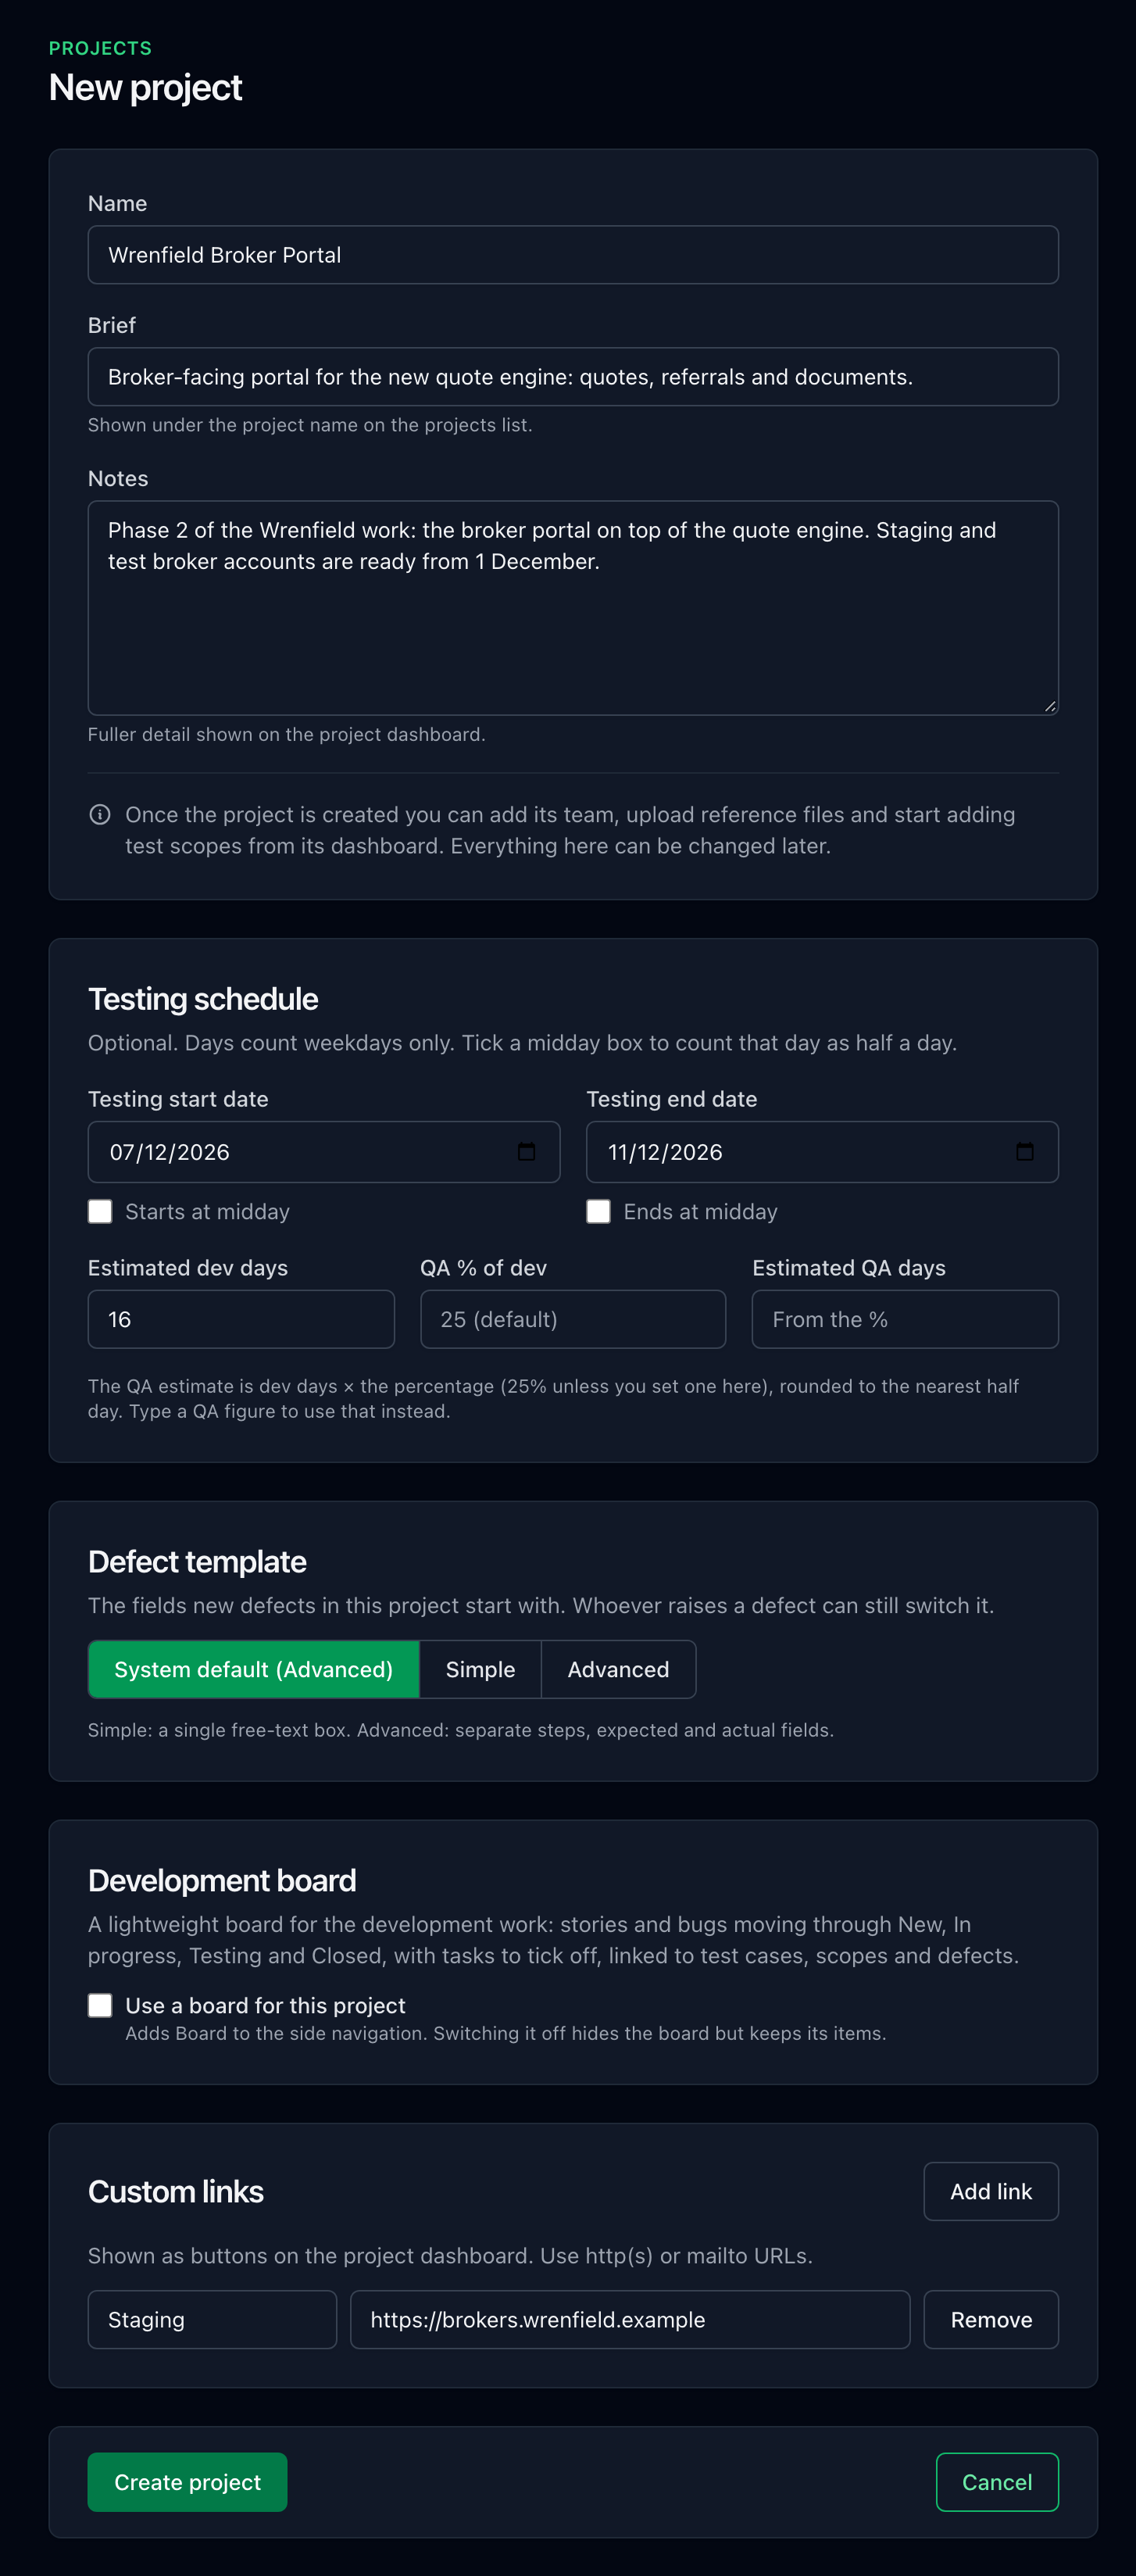 PROJECTS
New project
Name
Wrenfield Broker Portal
Brief
Broker-facing portal for the new quote engine: quotes, referrals and documents.
Shown under the project name on the projects list.
Notes
Phase 2 of the Wrenfield work: the broker portal on top of the quote engine. Staging and
test broker accounts are ready from 1 December.
Fuller detail shown on the project dashboard.
Once the project is created you can add its team, upload reference files and start adding
test scopes from its dashboard. Everything here can be changed later.
Testing schedule
Optional. Days count weekdays only. Tick a midday box to count that day as half a day.
Testing start date
Testing end date
07/12/2026
11/12/2026
Starts at midday
Ends at midday
Estimated dev days
QA % of dev
Estimated QA days
16
25 (default)
From the %
The QA estimate is dev days × the percentage (25% unless you set one here), rounded to the nearest half
day. Type a QA figure to use that instead.
Defect template
The fields new defects in this project start with. Whoever raises a defect can still switch it.
System default (Advanced)
Simple
Advanced
Simple: a single free-text box. Advanced: separate steps, expected and actual fields.
Development board
A lightweight board for the development work: stories and bugs moving through New, In
progress, Testing and Closed, with tasks to tick off, linked to test cases, scopes and defects.
Use a board for this project
Adds Board to the side navigation. Switching it off hides the board but keeps its items.
Custom links
Add link
Shown as buttons on the project dashboard. Use http(s) or mailto URLs.
Staging
https://brokers.wrenfield.example
Remove
Create project
Cancel